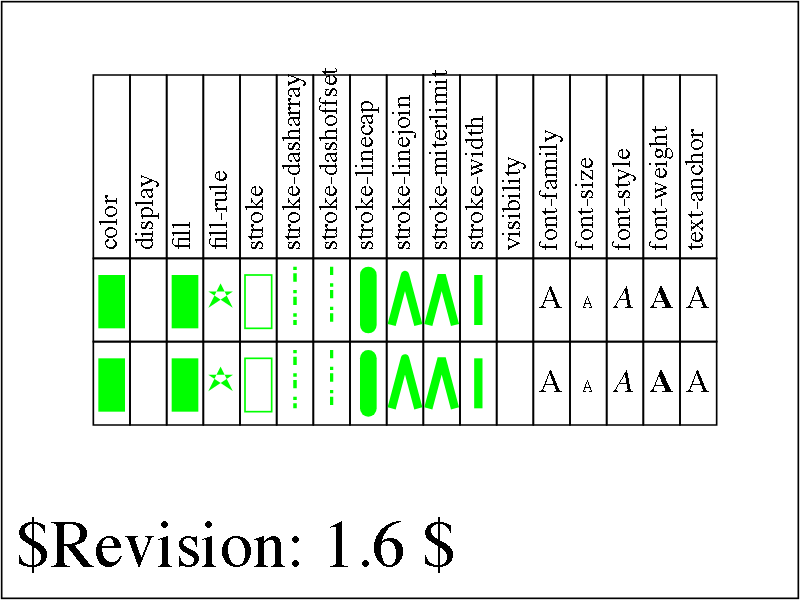 color
display
fill
fill-rule
stroke
stroke-dasharray
stroke-dashoffset
stroke-linecap
stroke-linejoin
stroke-miterlimit
stroke-width
visibility
font-family
font-size
font-style
font-weight
text-anchor
A A A A A
A A A A A
$Revision: 1.6 $